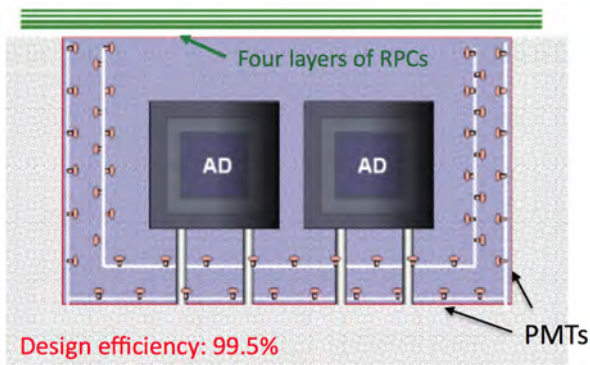 Four layers of RPCs
AD
AD
PMTs
Design efficiency: 99.5%